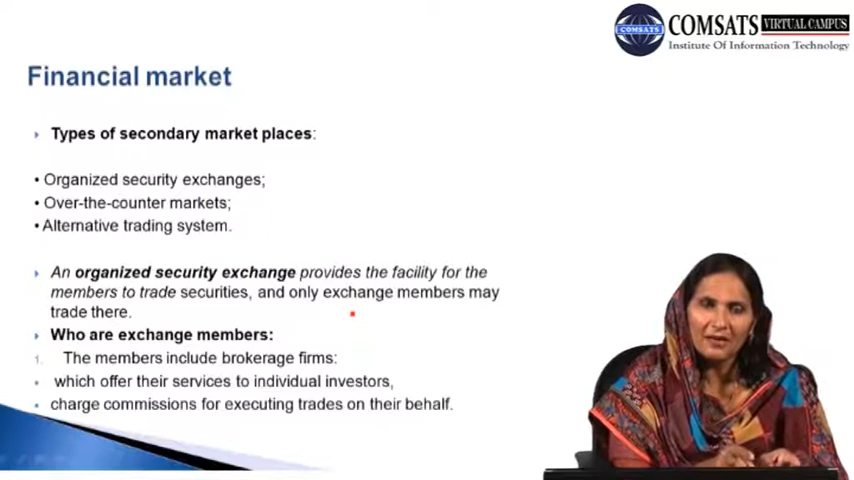 COMSATS
COMSATS VIRTUAL CAMPUS
Institute Of Information Technology
Financial market
Types of secondary market places:
• Organized security exchanges;
• Over-the-counter markets;
• Alternative trading system.
An organized security exchange provides the facility for the
members to trade securities, and only exchange members may
trade there.
Who are exchange members:
1. The members include brokerage firms:
which offer their services to individual investors,
charge commissions for executing trades on their behalf.